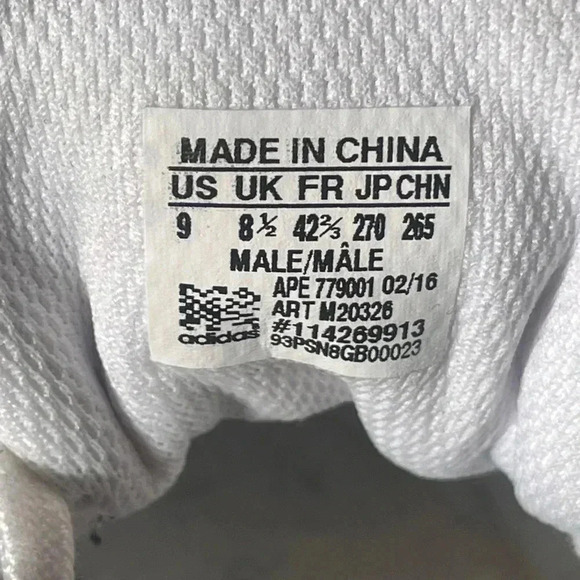 MADE IN CHINA
US UK FR JP CHN
9 8½ 42⅔ 270 265
MALE/MÂLE
APE 779001 02/16
ART M20326
#114269913
adidas 93PSN8GB00023